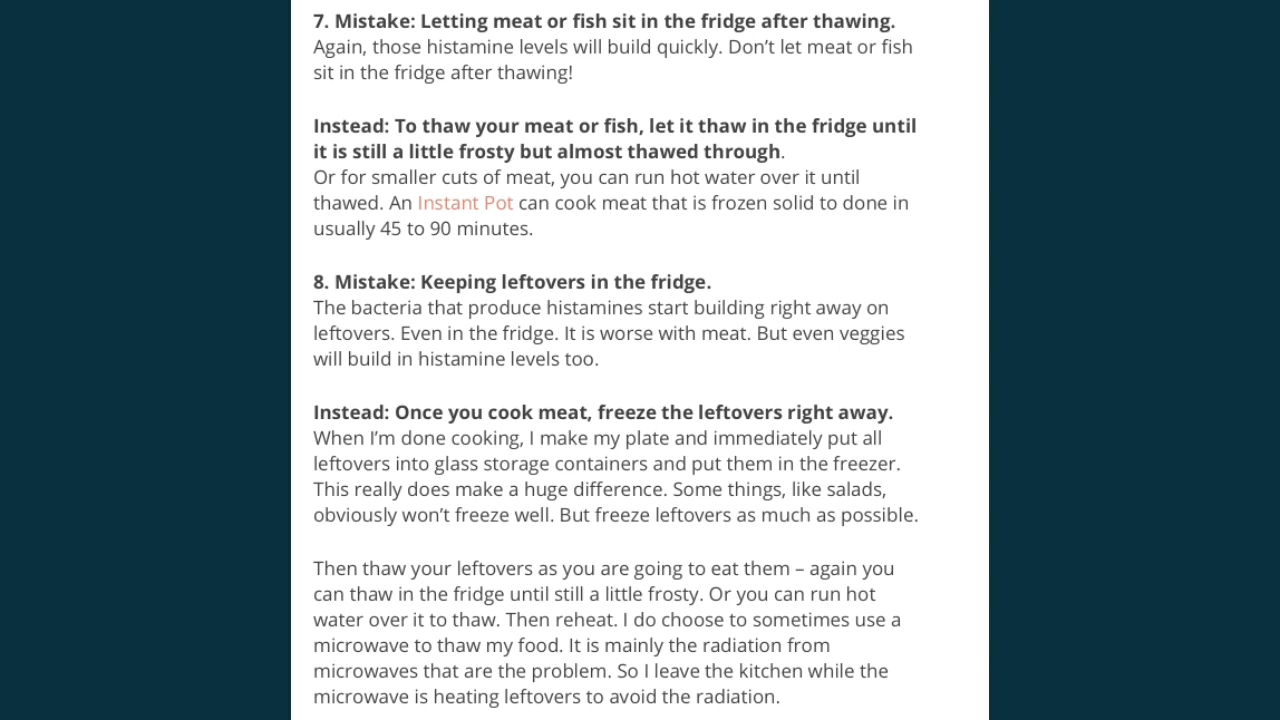 7. Mistake: Letting meat or fish sit in the fridge after thawing.
Again, those histamine levels will build quickly. Don’t let meat or fish
sit in the fridge after thawing!
Instead: To thaw your meat or fish, let it thaw in the fridge until
it is still a little frosty but almost thawed through.
Or for smaller cuts of meat, you can run hot water over it until
thawed. An Instant Pot can cook meat that is frozen solid to done in
usually 45 to 90 minutes.
8. Mistake: Keeping leftovers in the fridge.
The bacteria that produce histamines start building right away on
leftovers. Even in the fridge. It is worse with meat. But even veggies
will build in histamine levels too.
Instead: Once you cook meat, freeze the leftovers right away.
When I’m done cooking, I make my plate and immediately put all
leftovers into glass storage containers and put them in the freezer.
This really does make a huge difference. Some things, like salads,
obviously won’t freeze well. But freeze leftovers as much as possible.
Then thaw your leftovers as you are going to eat them – again you
can thaw in the fridge until still a little frosty. Or you can run hot
water over it to thaw. Then reheat. I do choose to sometimes use a
microwave to thaw my food. It is mainly the radiation from
microwaves that are the problem. So I leave the kitchen while the
microwave is heating leftovers to avoid the radiation.